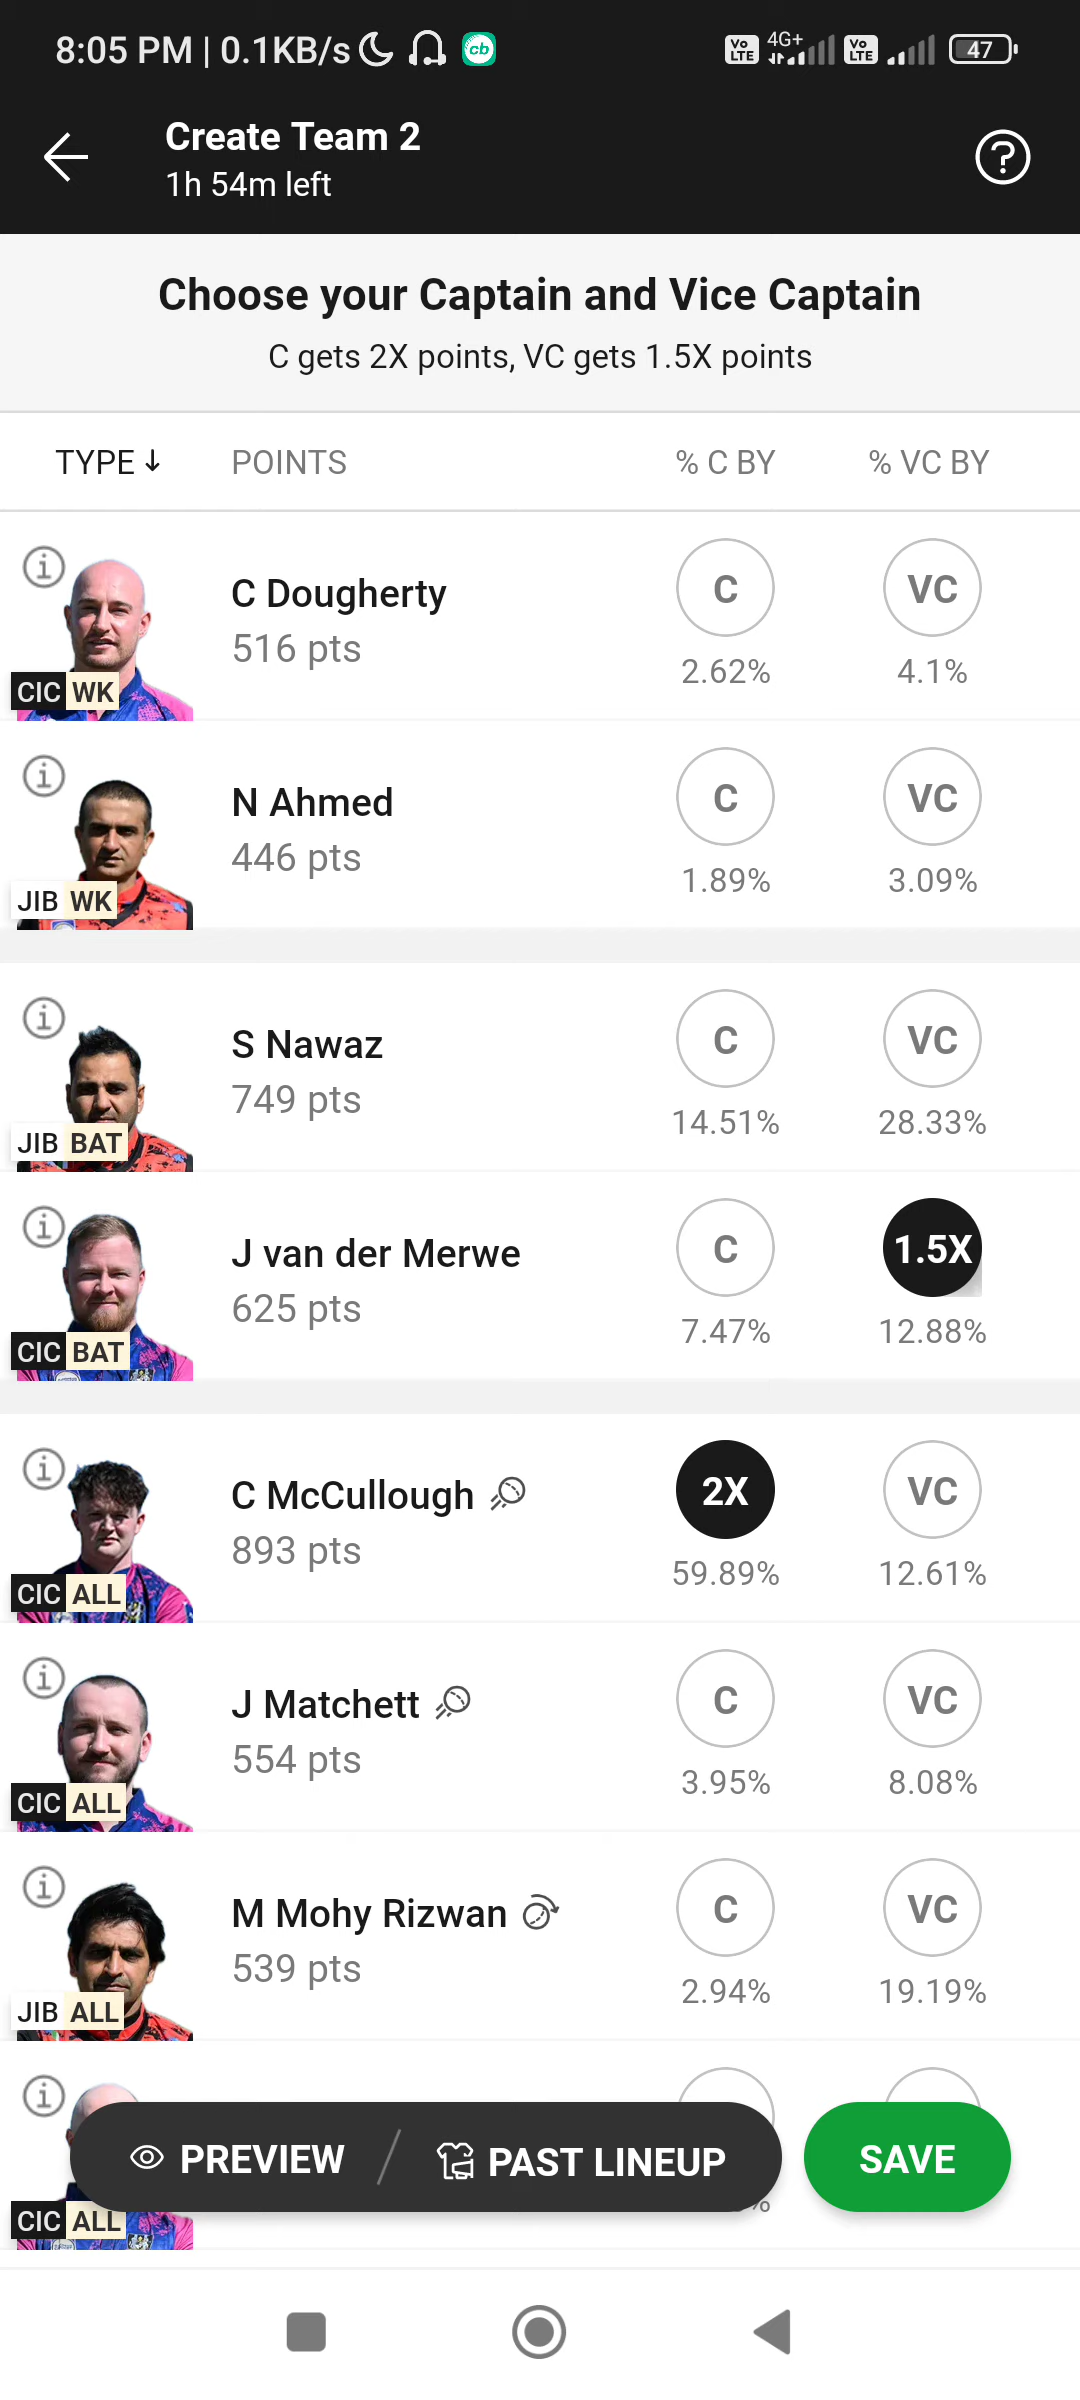 8:05 PM | 0.1KB/s cb Vo LTE 4G+ Vo LTE 47
Create Team 2
1h 54m left
Choose your Captain and Vice Captain
C gets 2X points, VC gets 1.5X points
TYPE ↓ POINTS % C BY % VC BY
C Dougherty C VC
516 pts 2.62% 4.1%
CIC WK
N Ahmed C VC
446 pts 1.89% 3.09%
JIB WK
S Nawaz C VC
749 pts 14.51% 28.33%
JIB BAT
J van der Merwe C 1.5X
625 pts 7.47% 12.88%
CIC BAT
C McCullough 2X VC
893 pts 59.89% 12.61%
CIC ALL
J Matchett C VC
554 pts 3.95% 8.08%
CIC ALL
M Mohy Rizwan C VC
539 pts 2.94% 19.19%
JIB ALL
PREVIEW / PAST LINEUP SAVE
CIC ALL